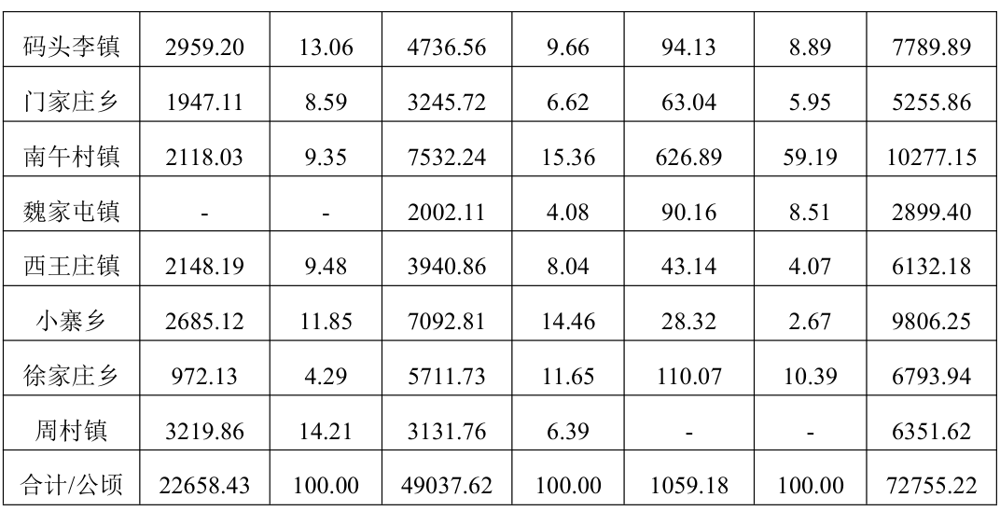 码头李镇 2959.20 13.06 4736.56 9.66 94.13 8.89 7789.89
门家庄乡 1947.11 8.59 3245.72 6.62 63.04 5.95 5255.86
南午村镇 2118.03 9.35 7532.24 15.36 626.89 59.19 10277.15
魏家屯镇 - - 2002.11 4.08 90.16 8.51 2899.40
西王庄镇 2148.19 9.48 3940.86 8.04 43.14 4.07 6132.18
小寨乡 2685.12 11.85 7092.81 14.46 28.32 2.67 9806.25
徐家庄乡 972.13 4.29 5711.73 11.65 110.07 10.39 6793.94
周村镇 3219.86 14.21 3131.76 6.39 - - 6351.62
合计/公顷 22658.43 100.00 49037.62 100.00 1059.18 100.00 72755.22